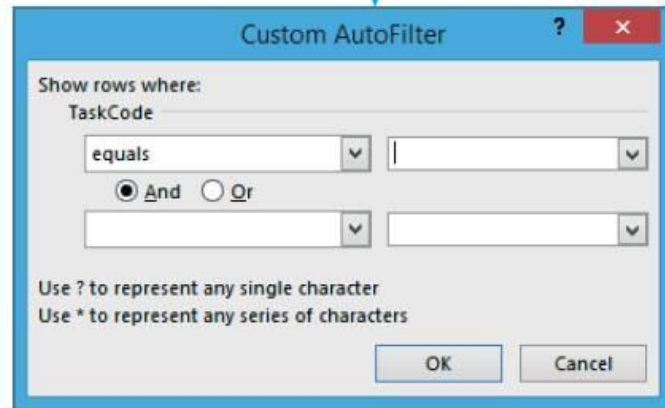 Custom AutoFilter
?
×
Show rows where:
TaskCode
equals
And Or
Use ? to represent any single character
Use * to represent any series of characters
OK Cancel